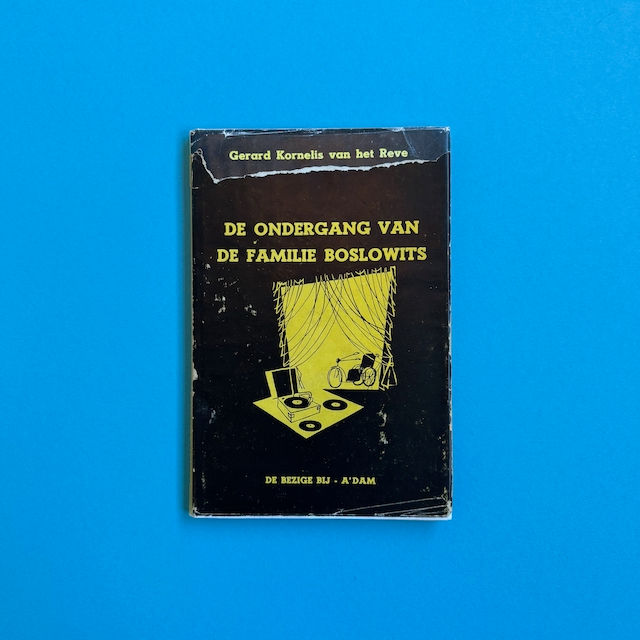 Gerard Kornelis van het Reve
DE ONDERGANG VAN
DE FAMILIE BOSLOWITS
DE BEZIGE BIJ - A'DAM